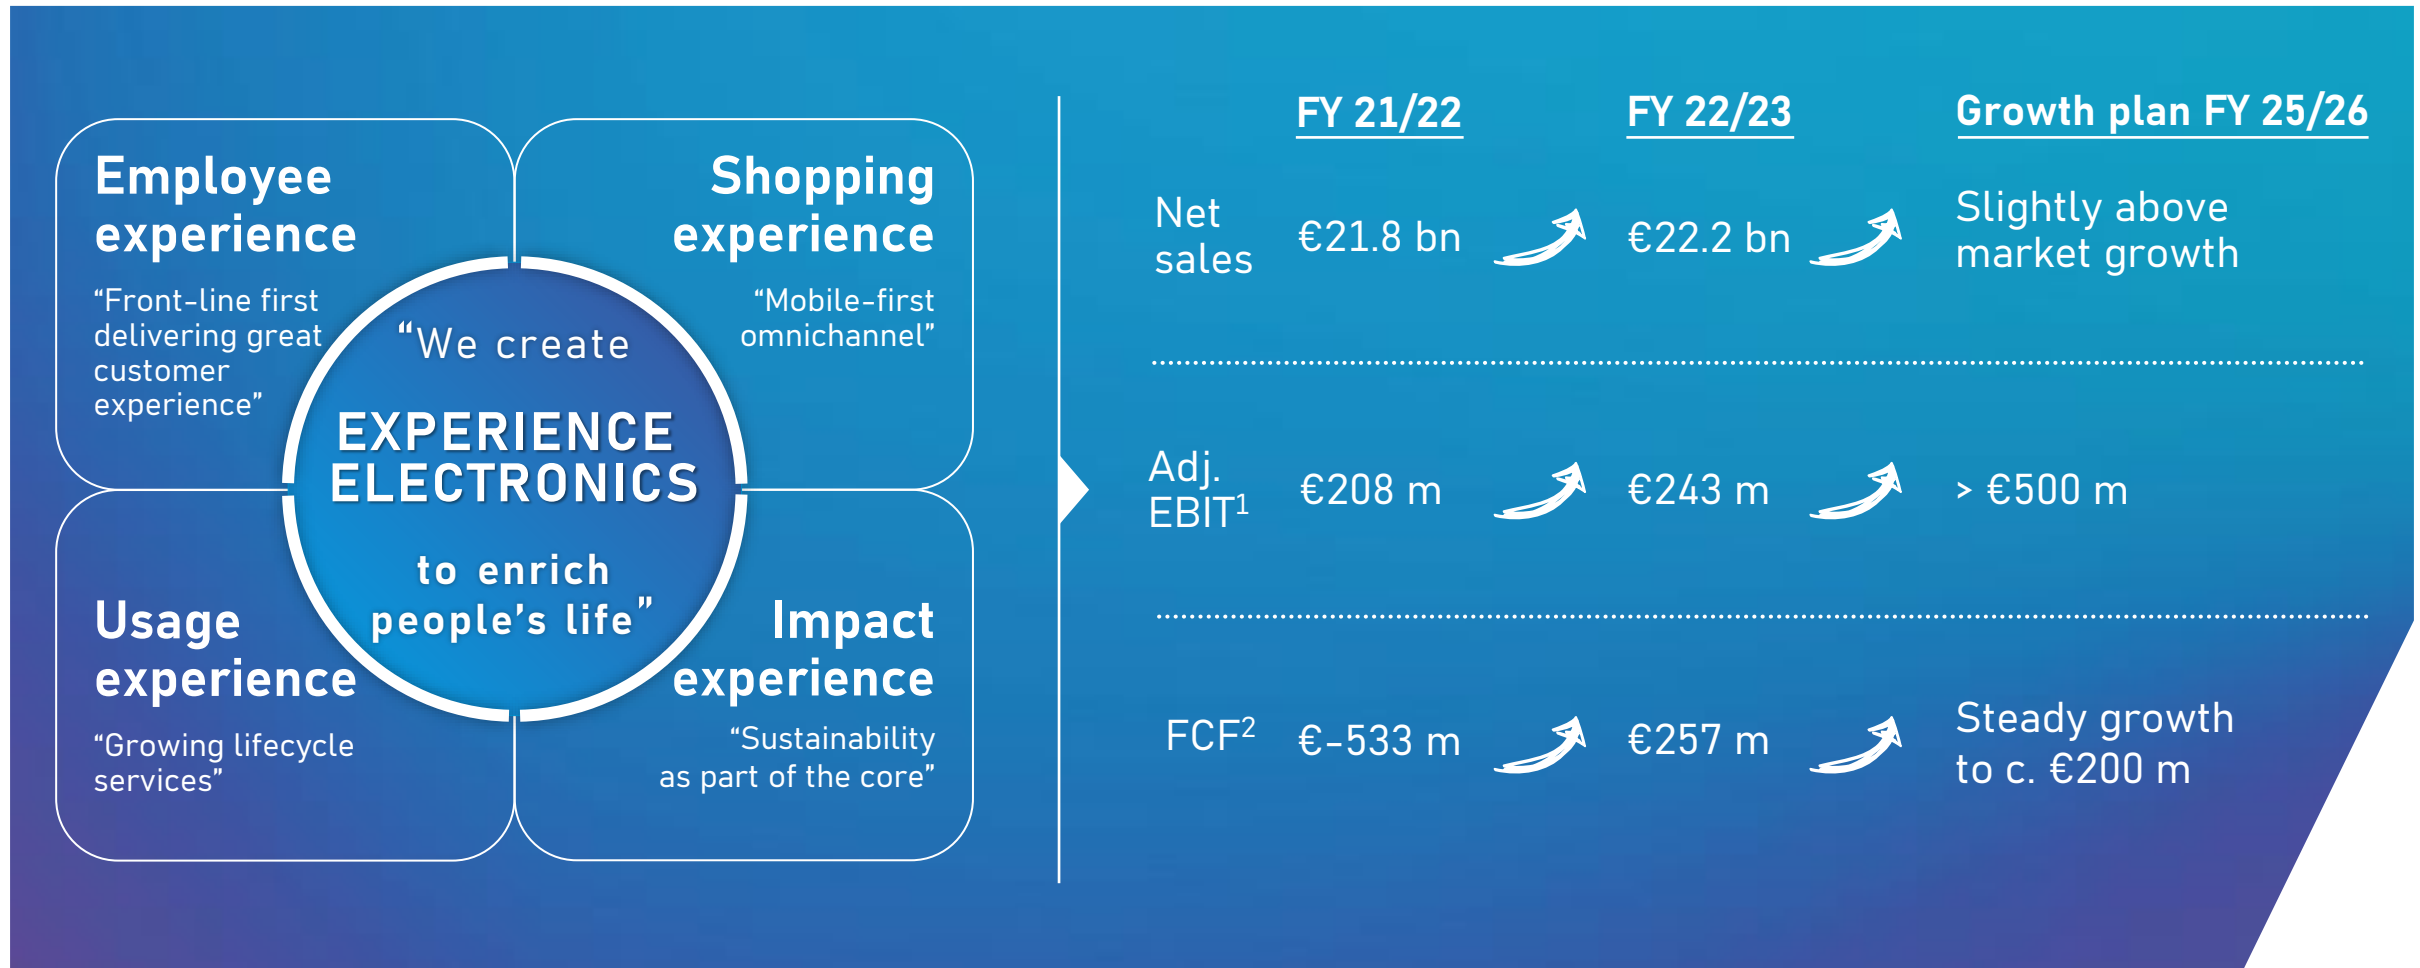 Employee
experience
“Front-line first
delivering great
customer
experience”
Shopping
experience
“Mobile-first
omnichannel”
“We create
EXPERIENCE
ELECTRONICS
to enrich
people’s life”
Usage
experience
“Growing lifecycle
services”
Impact
experience
“Sustainability
as part of the core”
FY 21/22 FY 22/23 Growth plan FY 25/26
Net
sales
€21.8 bn €22.2 bn
Slightly above
market growth
Adj.
EBIT¹
€208 m €243 m > €500 m
FCF² €-533 m €257 m
Steady growth
to c. €200 m